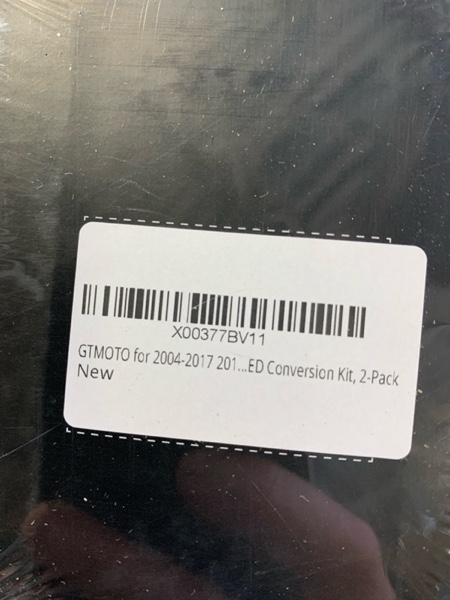 X00377BV11
GTMOTO for 2004-2017 201...ED Conversion Kit, 2-Pack
New